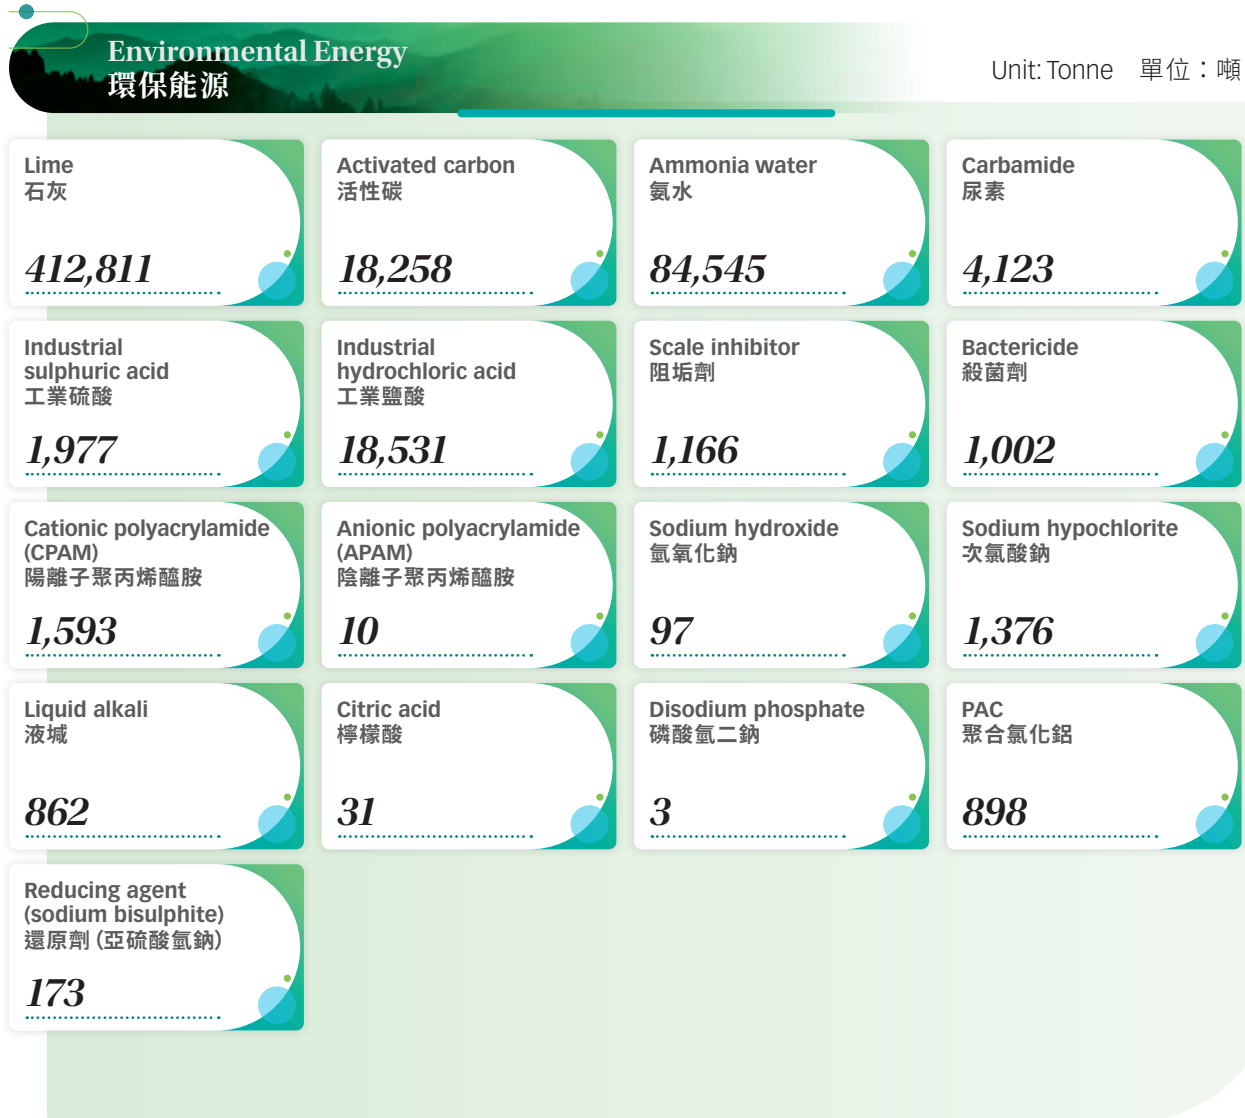 Environmental Energy
環保能源
Unit: Tonne 單位：噸
Lime
石灰
412,811
Activated carbon
活性碳
18,258
Ammonia water
氨水
84,545
Carbamide
尿素
4,123
Industrial
sulphuric acid
工業硫酸
1,977
Industrial
hydrochloric acid
工業鹽酸
18,531
Scale inhibitor
阻垢劑
1,166
Bactericide
殺菌劑
1,002
Cationic polyacrylamide
(CPAM)
陽離子聚丙烯醯胺
1,593
Anionic polyacrylamide
(APAM)
陰離子聚丙烯醯胺
10
Sodium hydroxide
氫氧化鈉
97
Sodium hypochlorite
次氯酸鈉
1,376
Liquid alkali
液堿
862
Citric acid
檸檬酸
31
Disodium phosphate
磷酸氫二鈉
3
PAC
聚合氯化鋁
898
Reducing agent
(sodium bisulphite)
還原劑（亞硫酸氫鈉）
173